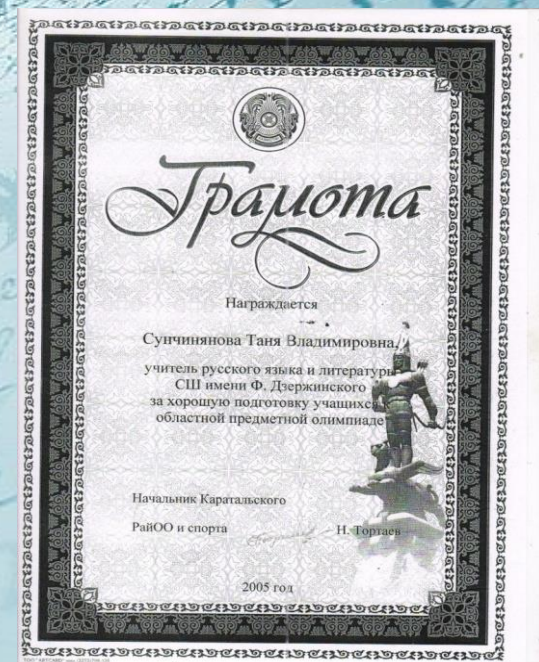 Грамота
Награждается
Сунчинянова Таня Владимировна,
учитель русского языка и литературы
СШ имени Ф. Дзержинского
за хорошую подготовку учащихся
областной предметной олимпиаде
Начальник Каратальского
РайОО и спорта Н. Тортаев
2005 год